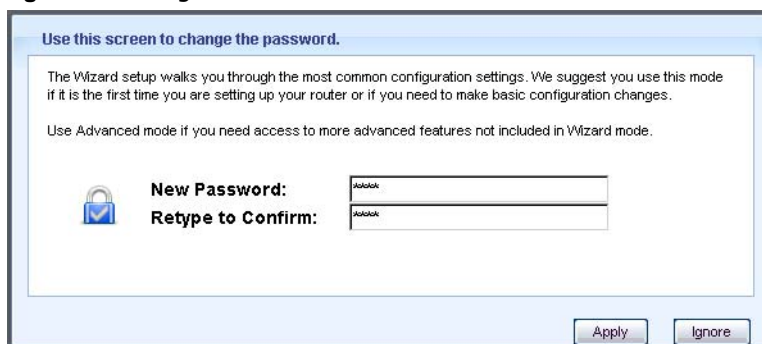 Use this screen to change the password.
The Wizard setup walks you through the most common configuration settings. We suggest you use this mode
if it is the first time you are setting up your router or if you need to make basic configuration changes.
Use Advanced mode if you need access to more advanced features not included in Wizard mode.
New Password: ****
Retype to Confirm: ****
Apply Ignore